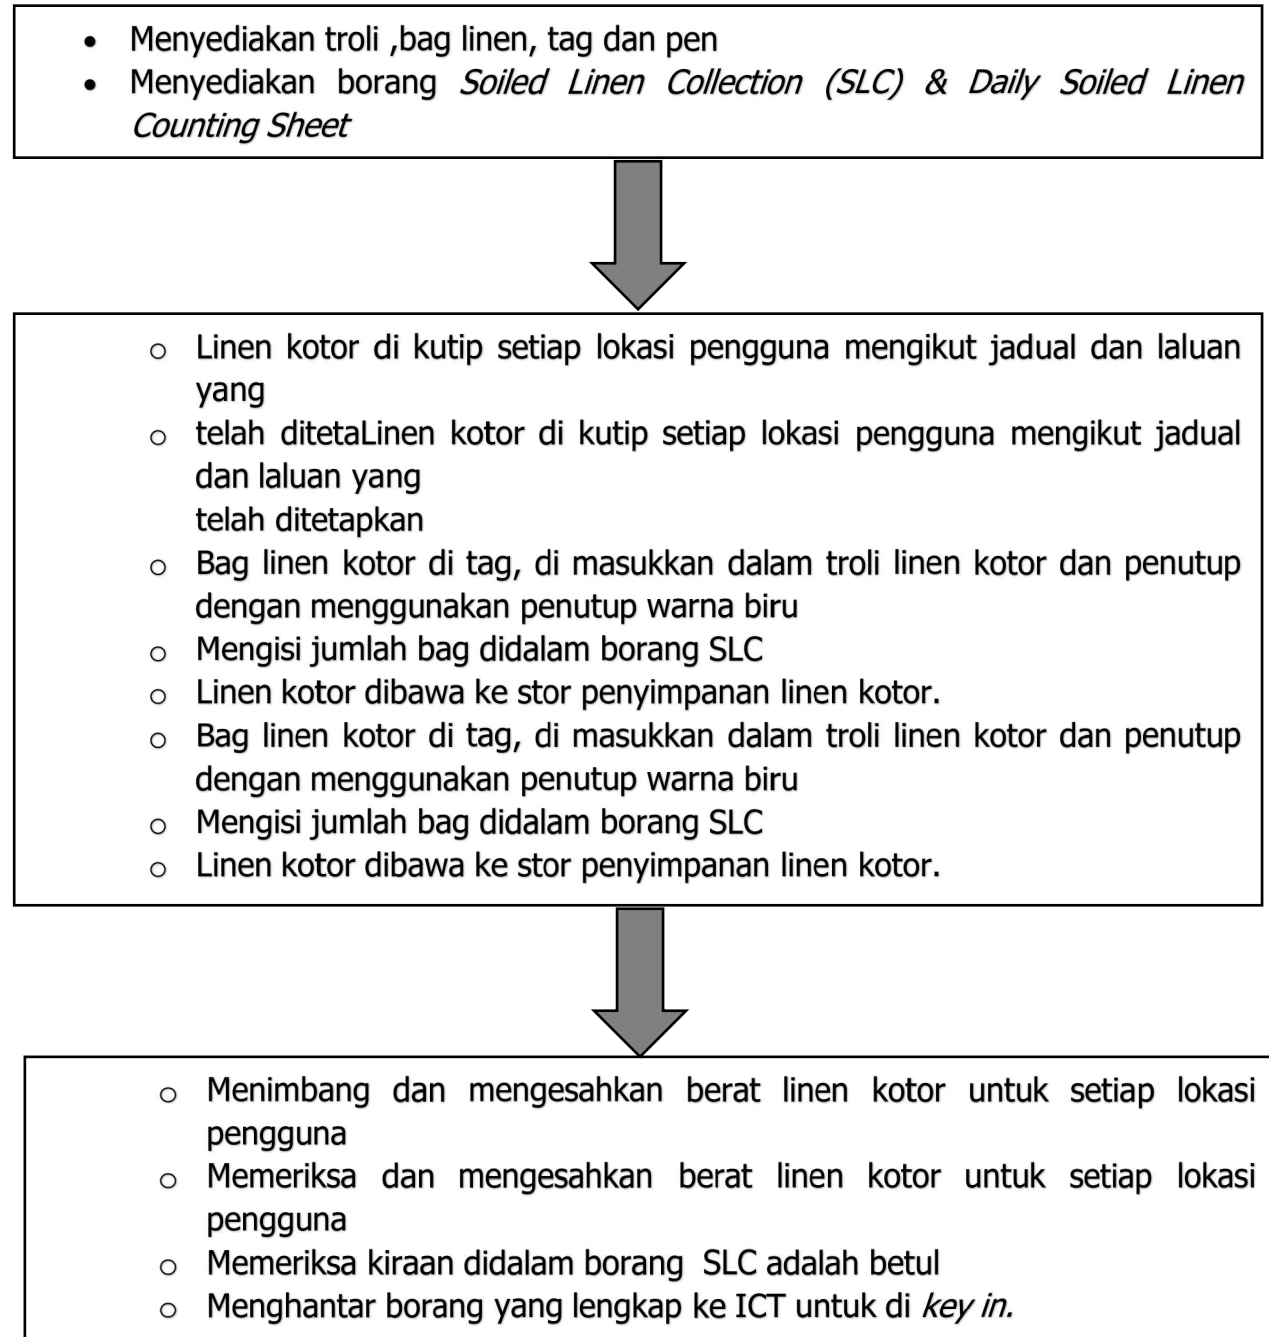 • Menyediakan troli ,bag linen, tag dan pen
• Menyediakan borang Soiled Linen Collection (SLC) & Daily Soiled Linen
Counting Sheet
o Linen kotor di kutip setiap lokasi pengguna mengikut jadual dan laluan
yang
o telah ditetaLinen kotor di kutip setiap lokasi pengguna mengikut jadual
dan laluan yang
telah ditetapkan
o Bag linen kotor di tag, di masukkan dalam troli linen kotor dan penutup
dengan menggunakan penutup warna biru
o Mengisi jumlah bag didalam borang SLC
o Linen kotor dibawa ke stor penyimpanan linen kotor.
o Bag linen kotor di tag, di masukkan dalam troli linen kotor dan penutup
dengan menggunakan penutup warna biru
o Mengisi jumlah bag didalam borang SLC
o Linen kotor dibawa ke stor penyimpanan linen kotor.
o Menimbang dan mengesahkan berat linen kotor untuk setiap lokasi
pengguna
o Memeriksa dan mengesahkan berat linen kotor untuk setiap lokasi
pengguna
o Memeriksa kiraan didalam borang SLC adalah betul
o Menghantar borang yang lengkap ke ICT untuk di key in.